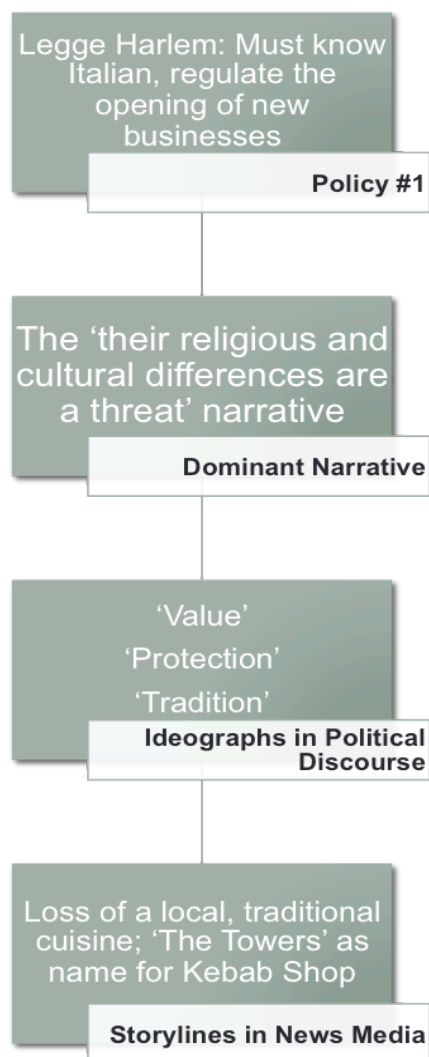 Legge Harlem: Must know
Italian, regulate the
opening of new
businesses
Policy #1
The ‘their religious and
cultural differences are
a threat’ narrative
Dominant Narrative
‘Value’
‘Protection’
‘Tradition’
Ideographs in Political
Discourse
Loss of a local, traditional
cuisine; ‘The Towers’ as
name for Kebab Shop
Storylines in News Media